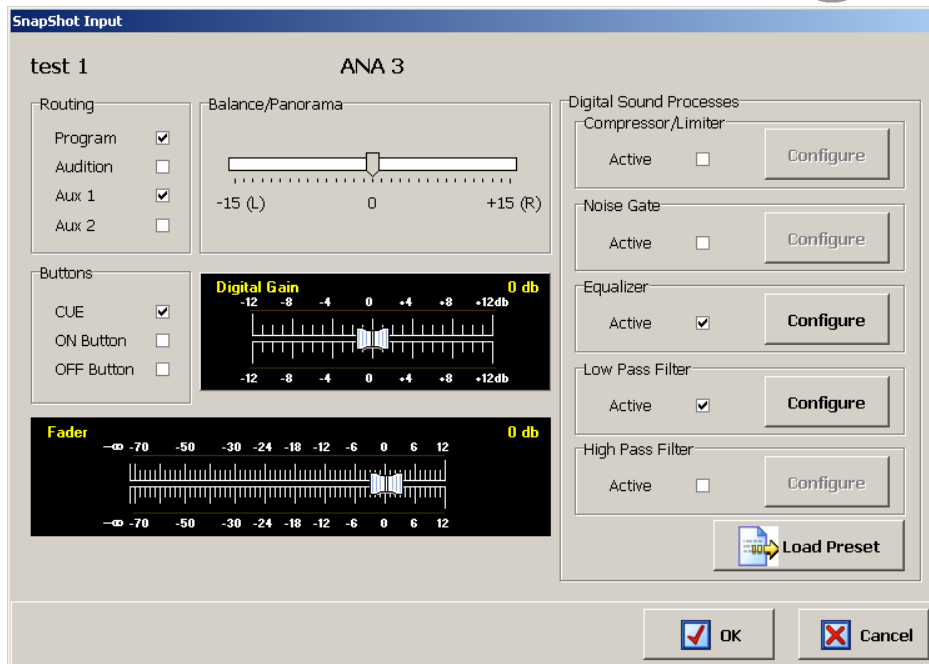 SnapShot Input
test 1 ANA 3
Routing
Program
Audition
Aux 1
Aux 2
Balance/Panorama
-15 (L) 0 +15 (R)
Buttons
CUE
ON Button
OFF Button
Digital Gain 0 db
-12 -8 -4 0 +4 +8 +12db
-12 -8 -4 0 +4 +8 +12db
Fader 0 db
-∞ -70 -50 -30 -24 -18 -12 -6 0 6 12
-∞ -70 -50 -30 -24 -18 -12 -6 0 6 12
Digital Sound Processes
Compressor/Limiter
Active Configure
Noise Gate
Active Configure
Equalizer
Active Configure
Low Pass Filter
Active Configure
High Pass Filter
Active Configure
Load Preset
OK Cancel